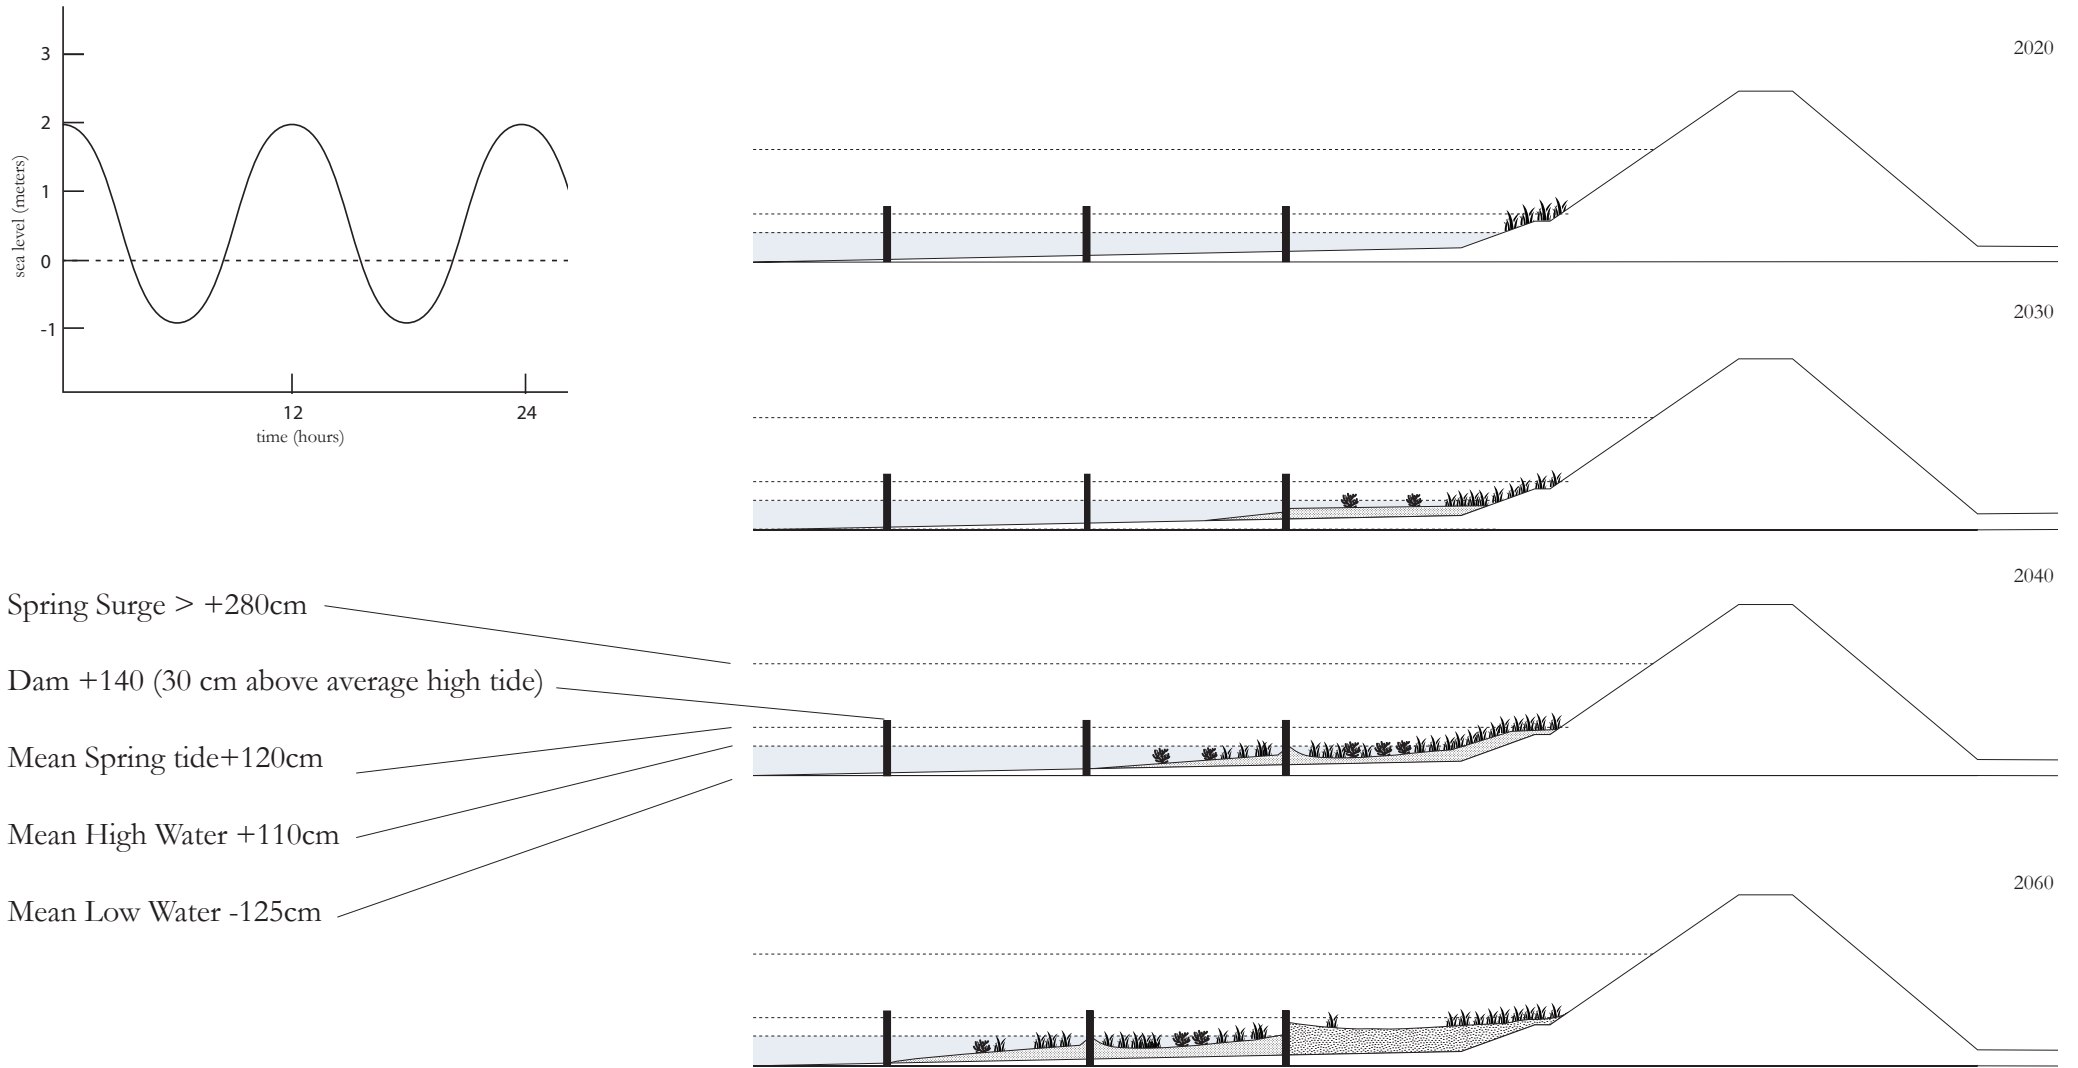 3
2
1
0
-1
sea level (meters)
12
24
time (hours)
2020
2030
2040
2060
Spring Surge > +280cm
Dam +140 (30 cm above average high tide)
Mean Spring tide+120cm
Mean High Water +110cm
Mean Low Water -125cm